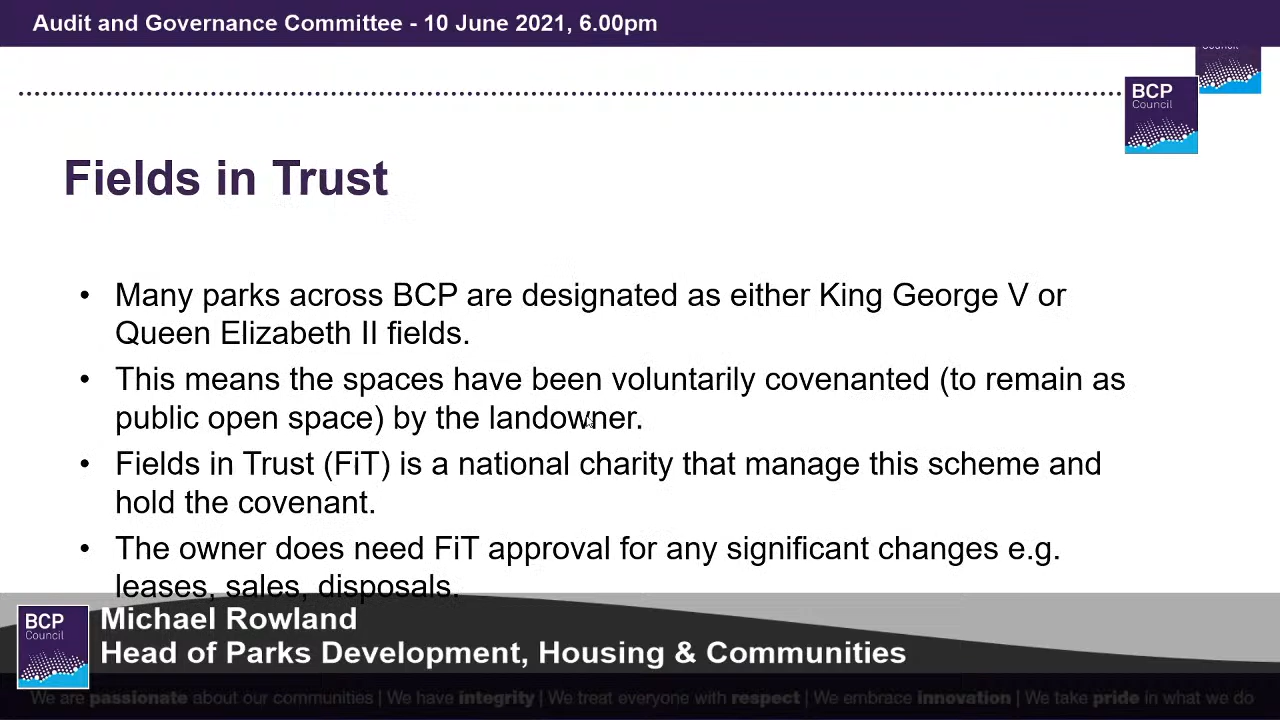 Audit and Governance Committee - 10 June 2021, 6.00pm
Council
BCP
Council
Fields in Trust
• Many parks across BCP are designated as either King George V or
Queen Elizabeth II fields.
• This means the spaces have been voluntarily covenanted (to remain as
public open space) by the landowner.
• Fields in Trust (FiT) is a national charity that manage this scheme and
hold the covenant.
• The owner does need FiT approval for any significant changes e.g.
leases, sales, disposals.
BCP
Council
Michael Rowland
Head of Parks Development, Housing & Communities
We are passionate about our communities | We have integrity | We treat everyone with respect | We embrace innovation | We take pride in what we do